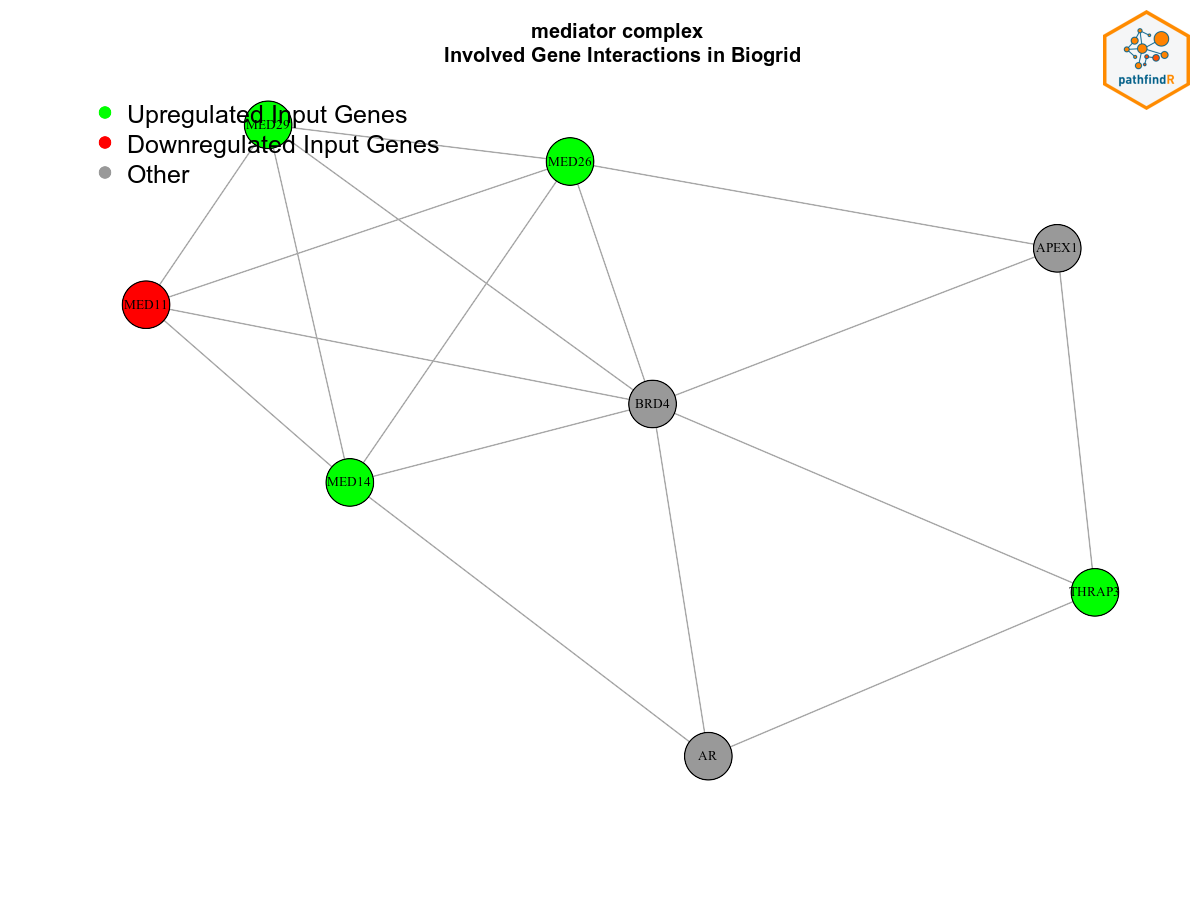 mediator complex
Involved Gene Interactions in Biogrid
pathfindR
Upregulated Input Genes
MED29
Downregulated Input Genes
MED26
Other
APEX1
MED11
BRD4
MED14
THRAP3
AR